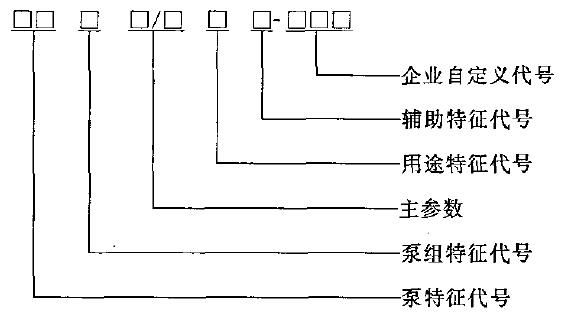 □□ □ □/□ □ □-□□□
企业自定义代号
辅助特征代号
用途特征代号
主参数
泵组特征代号
泵特征代号